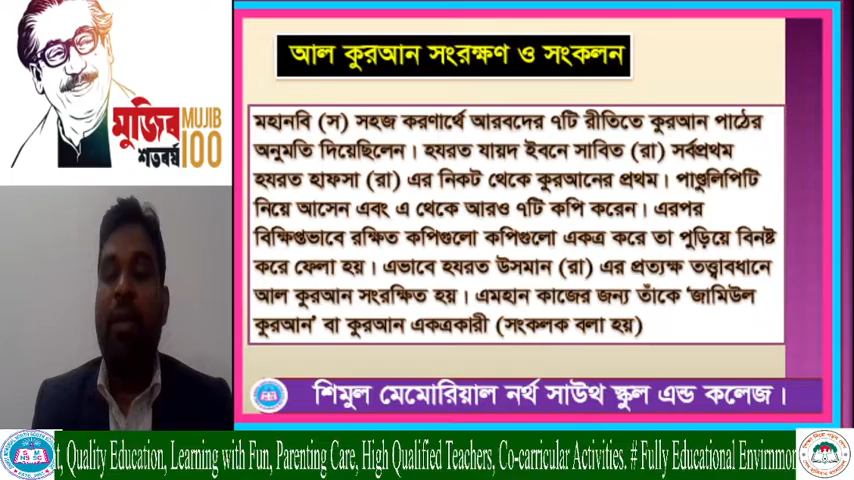 মুজিব
শতবর্ষ
MUJIB
100
আল কুরআন সংরক্ষণ ও সংকলন
মহানবি (স) সহজ করণার্থে আরবদের ৭টি রীতিতে কুরআন পাঠের
অনুমতি দিয়েছিলেন। হযরত যায়দ ইবনে সাবিত (রা) সর্বপ্রথম
হযরত হাফসা (রা) এর নিকট থেকে কুরআনের প্রথম। পাণ্ডুলিপিটি
নিয়ে আসেন এবং এ থেকে আরও ৭টি কপি করেন। এরপর
বিক্ষিপ্তভাবে রক্ষিত কপিগুলো কপিগুলো একত্র করে তা পুড়িয়ে বিনষ্ট
করে ফেলা হয়। এভাবে হযরত উসমান (রা) এর প্রত্যক্ষ তত্ত্বাবধানে
আল কুরআন সংরক্ষিত হয়। এমহান কাজের জন্য তাঁকে ‘জামিউল
কুরআন’ বা কুরআন একত্রকারী (সংকলক বলা হয়)
শিমুল মেমোরিয়াল নর্থ সাউথ স্কুল এন্ড কলেজ।
t, Quality Education, Learning with Fun, Parenting Care, High Qualified Teachers, Co-carricular Activities. # Fully Educational Envirnmon